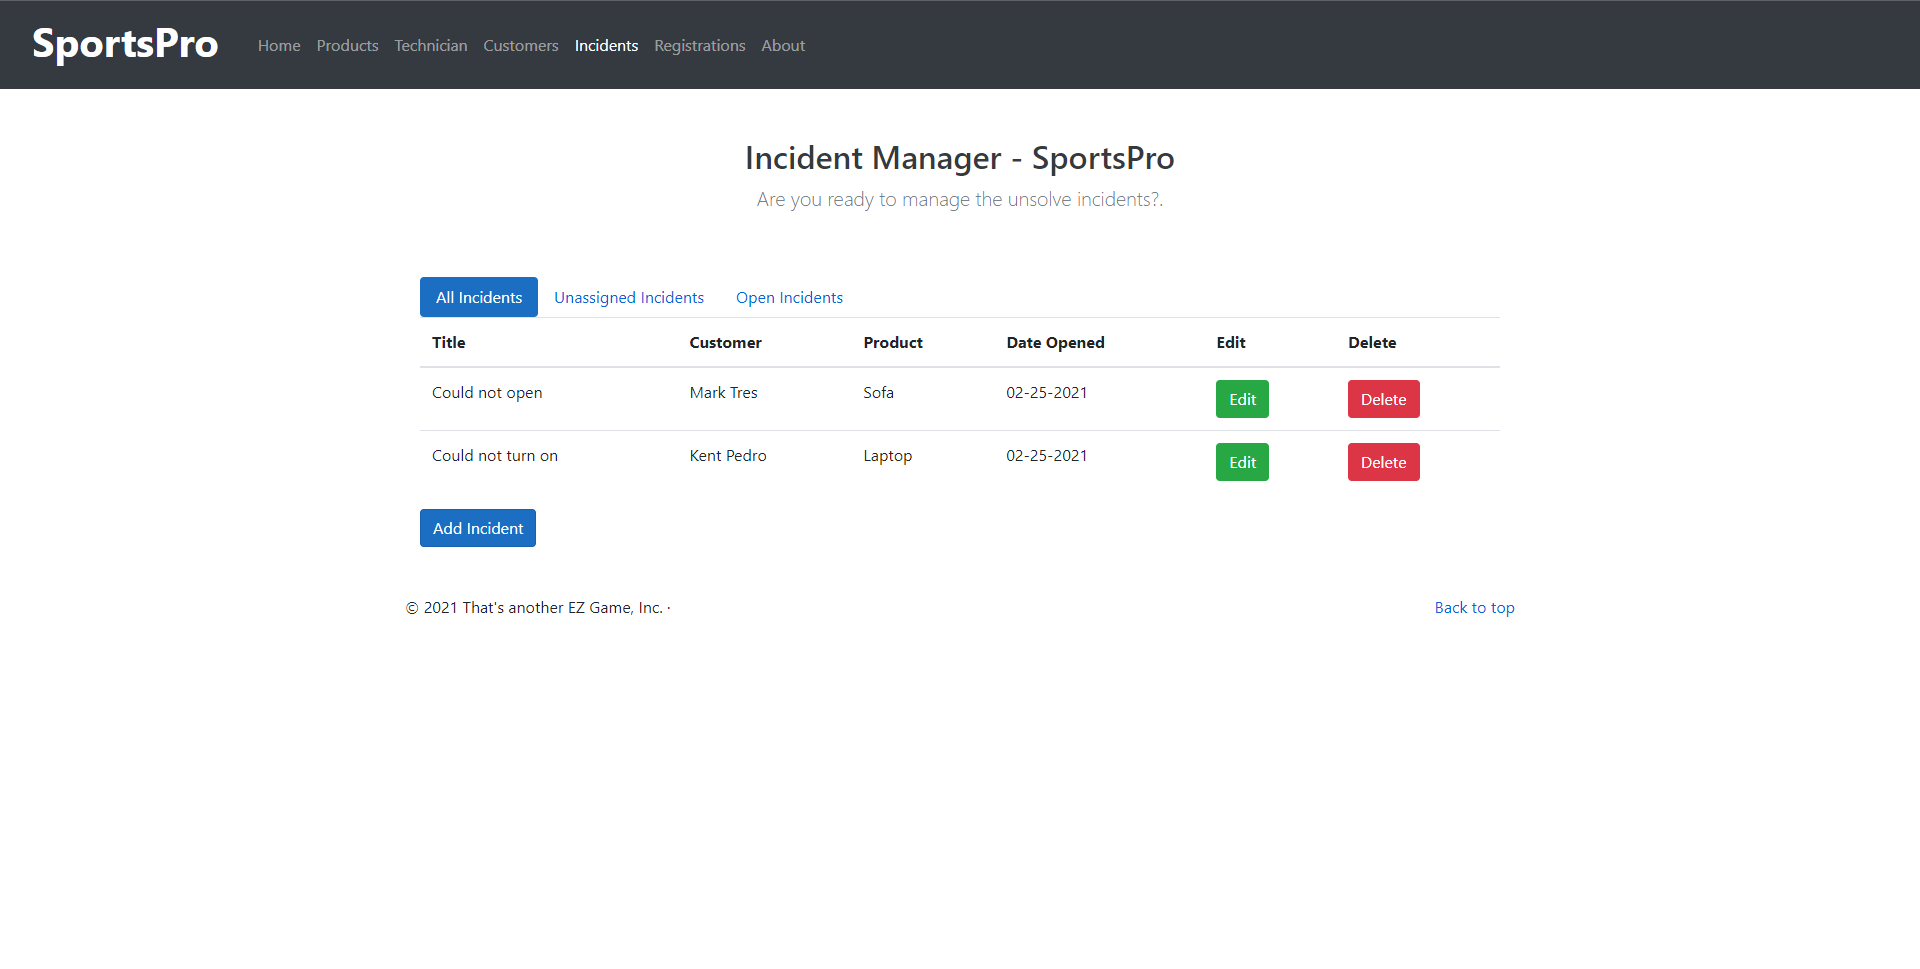 SportsPro Home Products Technician Customers Incidents Registrations About
Incident Manager - SportsPro
Are you ready to manage the unsolve incidents?.
All Incidents Unassigned Incidents Open Incidents
Title Customer Product Date Opened Edit Delete
Could not open Mark Tres Sofa 02-25-2021 Edit Delete
Could not turn on Kent Pedro Laptop 02-25-2021 Edit Delete
Add Incident
© 2021 That's another EZ Game, Inc. · Back to top